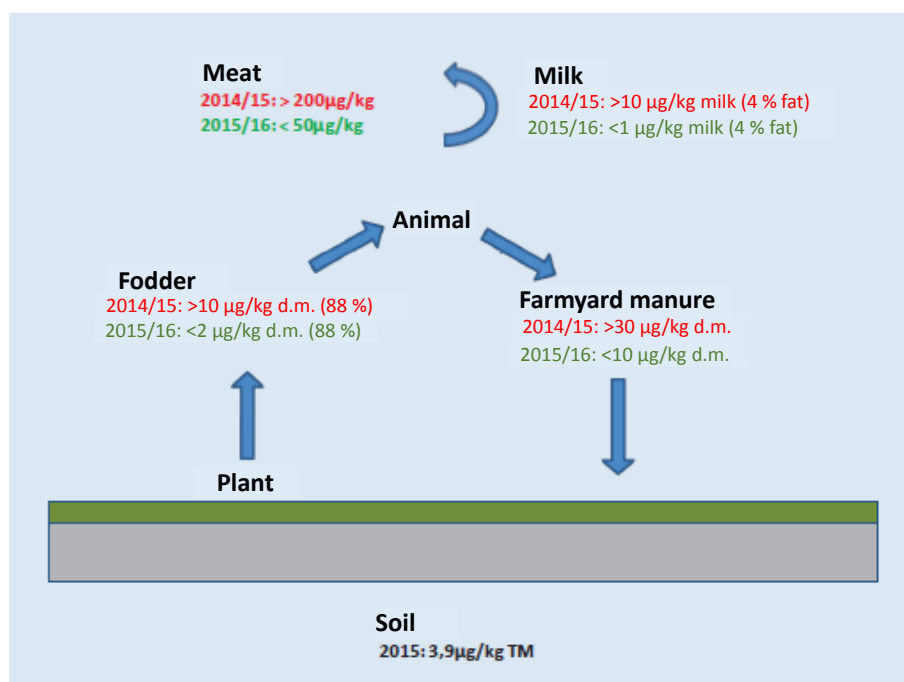 Meat
2014/15: > 200µg/kg
2015/16: < 50µg/kg
Milk
2014/15: >10 µg/kg milk (4 % fat)
2015/16: <1 µg/kg milk (4 % fat)
Animal
Fodder
2014/15: >10 µg/kg d.m. (88 %)
2015/16: <2 µg/kg d.m. (88 %)
Farmyard manure
2014/15: >30 µg/kg d.m.
2015/16: <10 µg/kg d.m.
Plant
Soil
2015: 3,9µg/kg TM